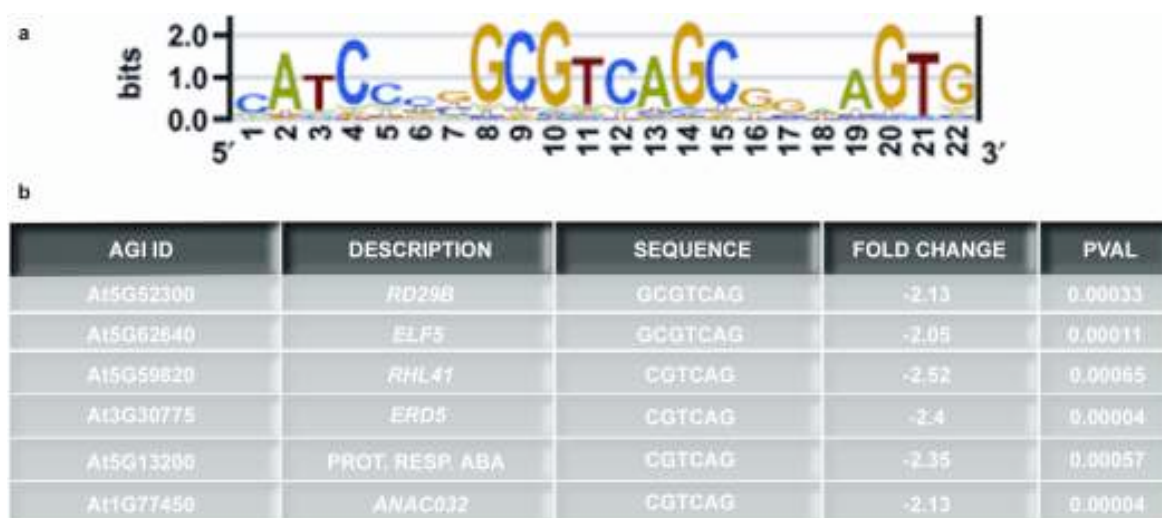 a
bits
2.0
1.0
0.0
CATCCCGGCGTCAGCGGAAGTG
5′ 1 2 3 4 5 6 7 8 9 10 11 12 13 14 15 16 17 18 19 20 21 22 3′
b
AGI ID DESCRIPTION SEQUENCE FOLD CHANGE PVAL
At5G52300 RD29B GCGTCAG -2.13 0.00033
At5G62640 ELF5 GCGTCAG -2.05 0.00011
At5G59820 RHL41 CGTCAG -2.52 0.00065
At3G30775 ERD5 CGTCAG -2.4 0.00004
At5G13200 PROT. RESP. ABA CGTCAG -2.35 0.00057
At1G77450 ANAC032 CGTCAG -2.13 0.00004